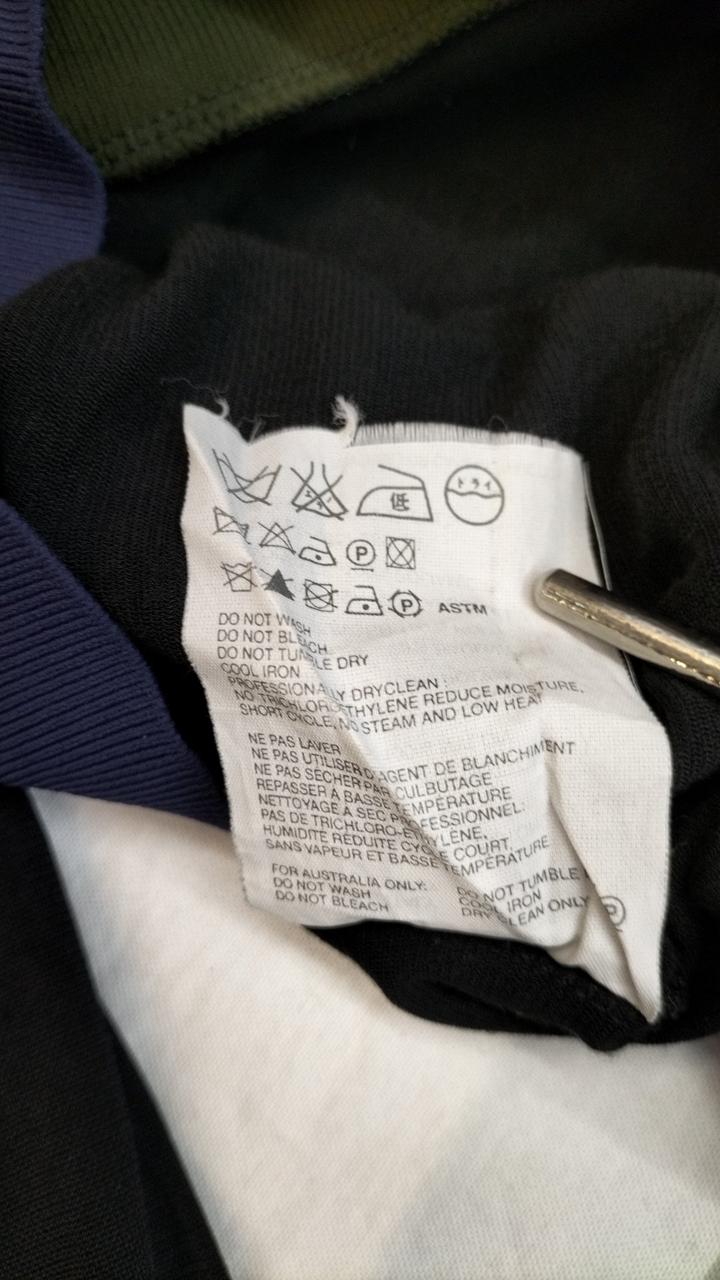 低 ドライ
P
P ASTM
DO NOT WASH
DO NOT BLEACH
DO NOT TUMBLE DRY
COOL IRON
PROFESSIONALLY DRYCLEAN :
NO TRICHLOROETHYLENE REDUCE MOISTURE,
SHORT CYCLE, NO STEAM AND LOW HEAT
NE PAS LAVER
NE PAS UTILISER D'AGENT DE BLANCHIMENT
NE PAS SÉCHER PAR CULBUTAGE
REPASSER À BASSE TEMPÉRATURE
NETTOYAGE À SEC PROFESSIONNEL:
PAS DE TRICHLORO-ETHYLÈNE,
HUMIDITÉ RÉDUITE CYCLE COURT,
SANS VAPEUR ET BASSE TEMPÉRATURE
FOR AUSTRALIA ONLY:
DO NOT WASH
DO NOT BLEACH
DO NOT TUMBLE
COOL IRON
DRY CLEAN ONLY P